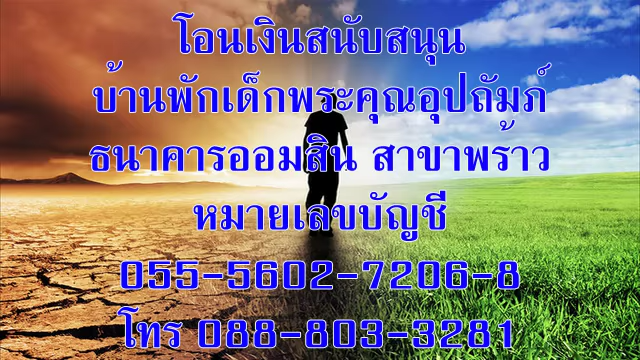 โอนเงินสนับสนุน
บ้านพักเด็กพระคุณอุปถัมภ์
ธนาคารออมสิน สาขาพร้าว
หมายเลขบัญชี
055-5602-7206-8
โทร 088-803-3281